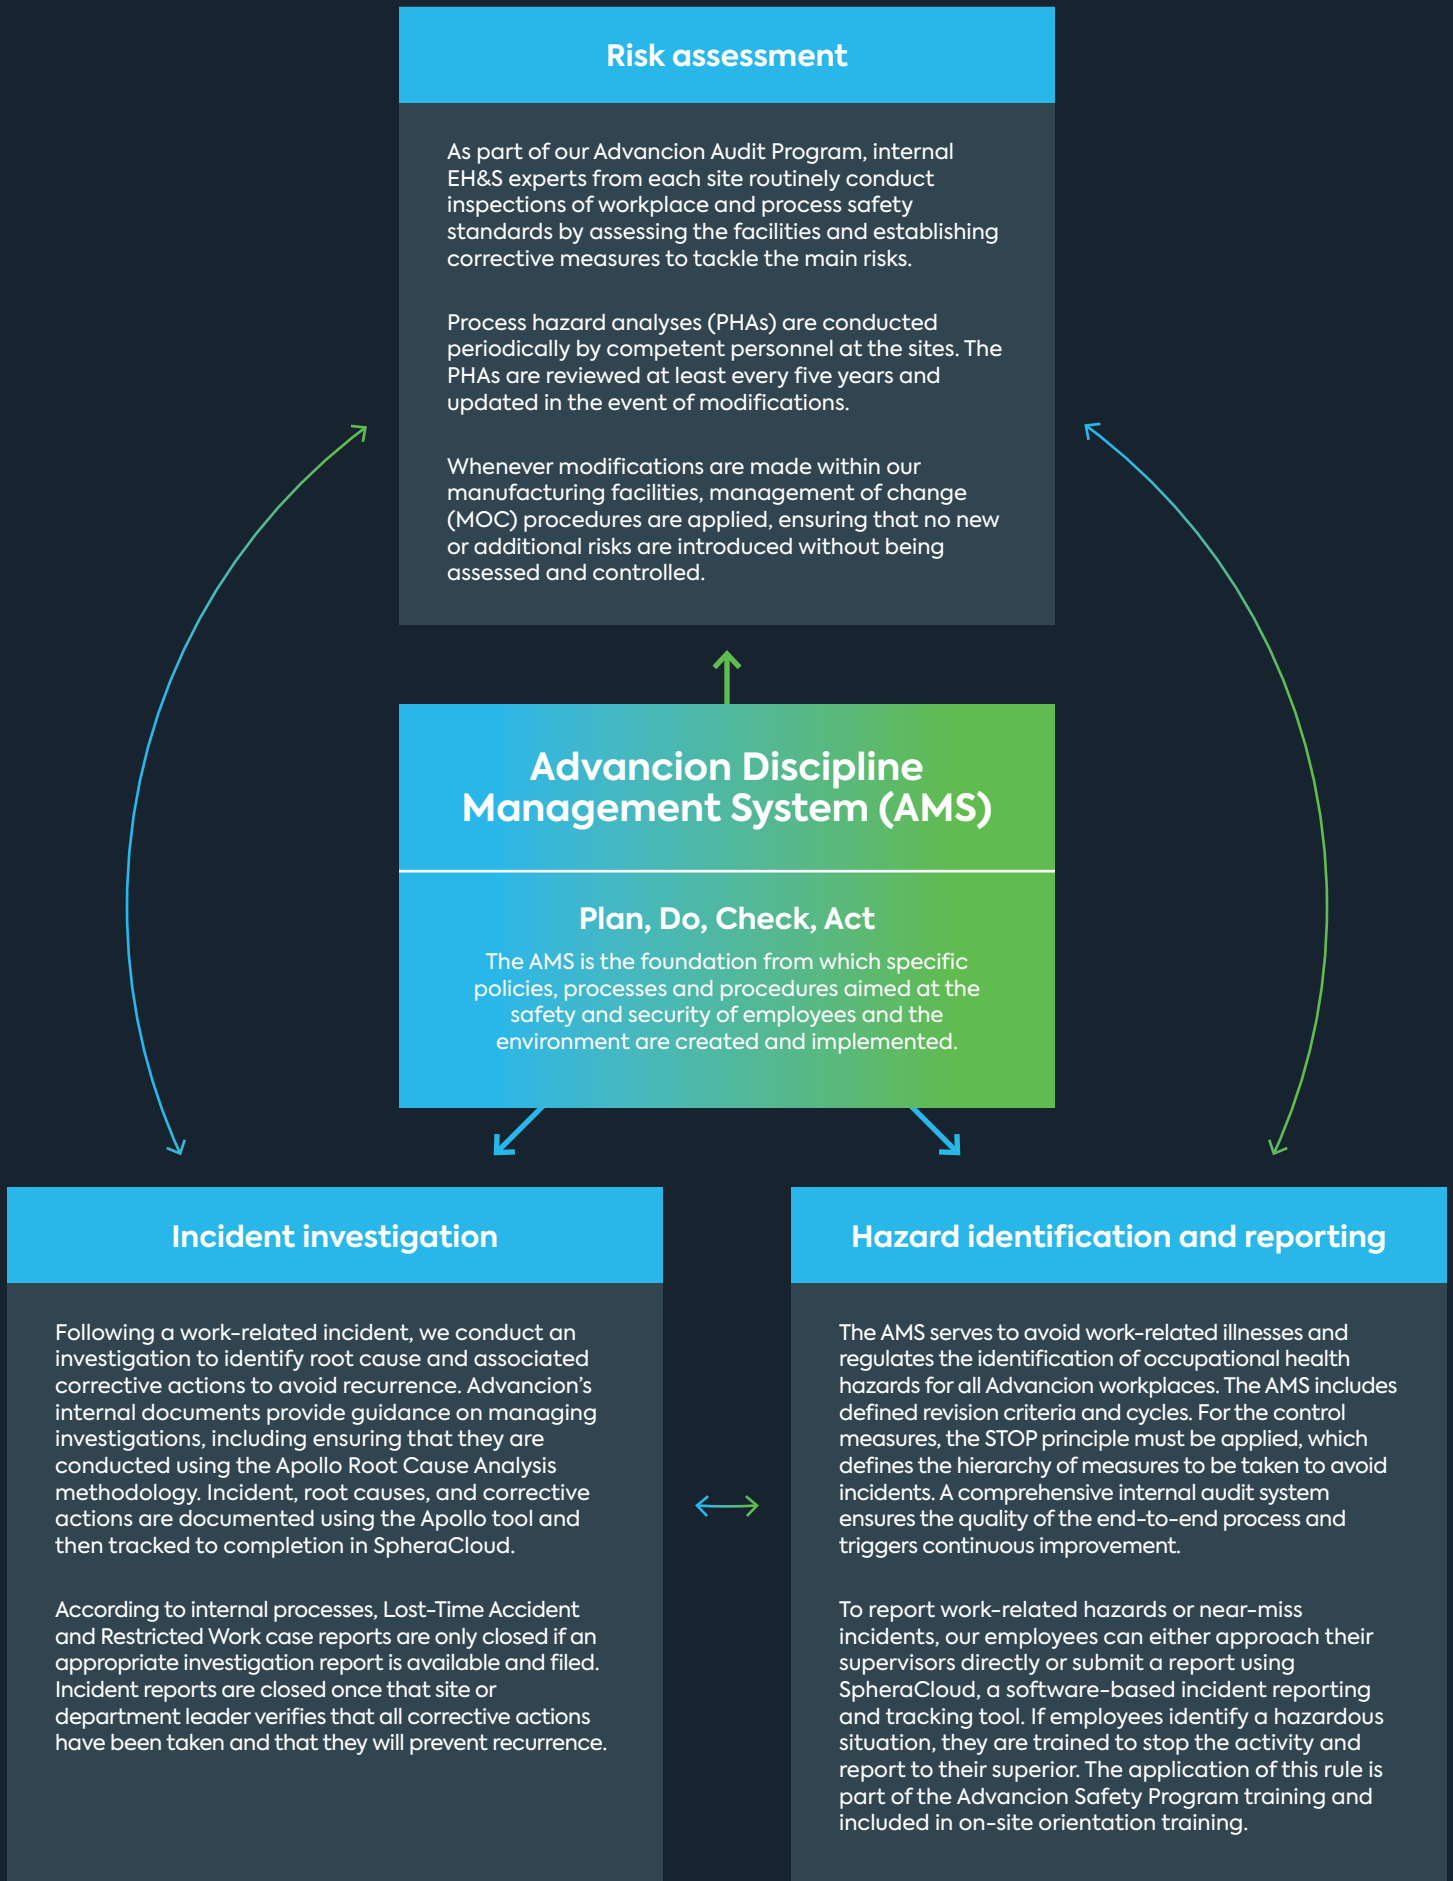 Risk assessment
As part of our Advancion Audit Program, internal
EH&S experts from each site routinely conduct
inspections of workplace and process safety
standards by assessing the facilities and establishing
corrective measures to tackle the main risks.
Process hazard analyses (PHAs) are conducted
periodically by competent personnel at the sites. The
PHAs are reviewed at least every five years and
updated in the event of modifications.
Whenever modifications are made within our
manufacturing facilities, management of change
(MOC) procedures are applied, ensuring that no new
or additional risks are introduced without being
assessed and controlled.
Advancion Discipline
Management System (AMS)
Plan, Do, Check, Act
The AMS is the foundation from which specific
policies, processes and procedures aimed at the
safety and security of employees and the
environment are created and implemented.
Incident investigation
Following a work-related incident, we conduct an
investigation to identify root cause and associated
corrective actions to avoid recurrence. Advancion’s
internal documents provide guidance on managing
investigations, including ensuring that they are
conducted using the Apollo Root Cause Analysis
methodology. Incident, root causes, and corrective
actions are documented using the Apollo tool and
then tracked to completion in SpheraCloud.
According to internal processes, Lost-Time Accident
and Restricted Work case reports are only closed if an
appropriate investigation report is available and filed.
Incident reports are closed once that site or
department leader verifies that all corrective actions
have been taken and that they will prevent recurrence.
Hazard identification and reporting
The AMS serves to avoid work-related illnesses and
regulates the identification of occupational health
hazards for all Advancion workplaces. The AMS includes
defined revision criteria and cycles. For the control
measures, the STOP principle must be applied, which
defines the hierarchy of measures to be taken to avoid
incidents. A comprehensive internal audit system
ensures the quality of the end-to-end process and
triggers continuous improvement.
To report work-related hazards or near-miss
incidents, our employees can either approach their
supervisors directly or submit a report using
SpheraCloud, a software-based incident reporting
and tracking tool. If employees identify a hazardous
situation, they are trained to stop the activity and
report to their superior. The application of this rule is
part of the Advancion Safety Program training and
included in on-site orientation training.